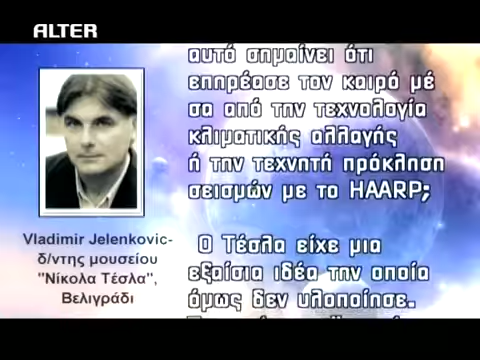 ALTER
αυτό σημαίνει ότι
επηρέασε τον καιρό μέ
σα από την τεχνολογία
κλιματικής αλλαγής
ή την τεχνητή πρόκληση
σεισμών με το HAARP;
Ο Τέσλα είχε μια
εξαίσια ιδέα την οποία
όμως δεν υλοποίησε.
Vladimir Jelenkovic-
δ/ντης μουσείου
"Νίκολα Τέσλα",
Βελιγράδι